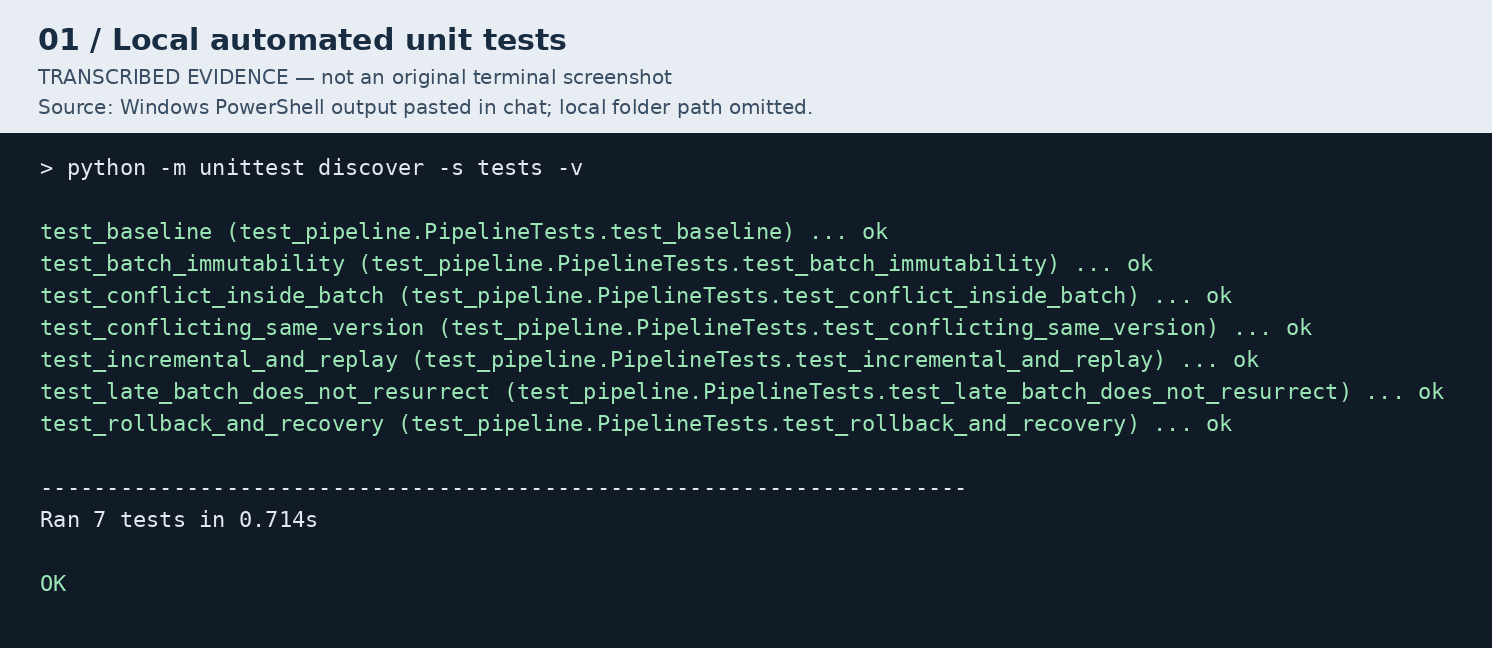 01 / Local automated unit tests
TRANSCRIBED EVIDENCE — not an original terminal screenshot
Source: Windows PowerShell output pasted in chat; local folder path omitted.
> python -m unittest discover -s tests -v
test_baseline (test_pipeline.PipelineTests.test_baseline) ... ok
test_batch_immutability (test_pipeline.PipelineTests.test_batch_immutability) ... ok
test_conflict_inside_batch (test_pipeline.PipelineTests.test_conflict_inside_batch) ... ok
test_conflicting_same_version (test_pipeline.PipelineTests.test_conflicting_same_version) ... ok
test_incremental_and_replay (test_pipeline.PipelineTests.test_incremental_and_replay) ... ok
test_late_batch_does_not_resurrect (test_pipeline.PipelineTests.test_late_batch_does_not_resurrect) ... ok
test_rollback_and_recovery (test_pipeline.PipelineTests.test_rollback_and_recovery) ... ok
----------------------------------------------------------------------
Ran 7 tests in 0.714s
OK